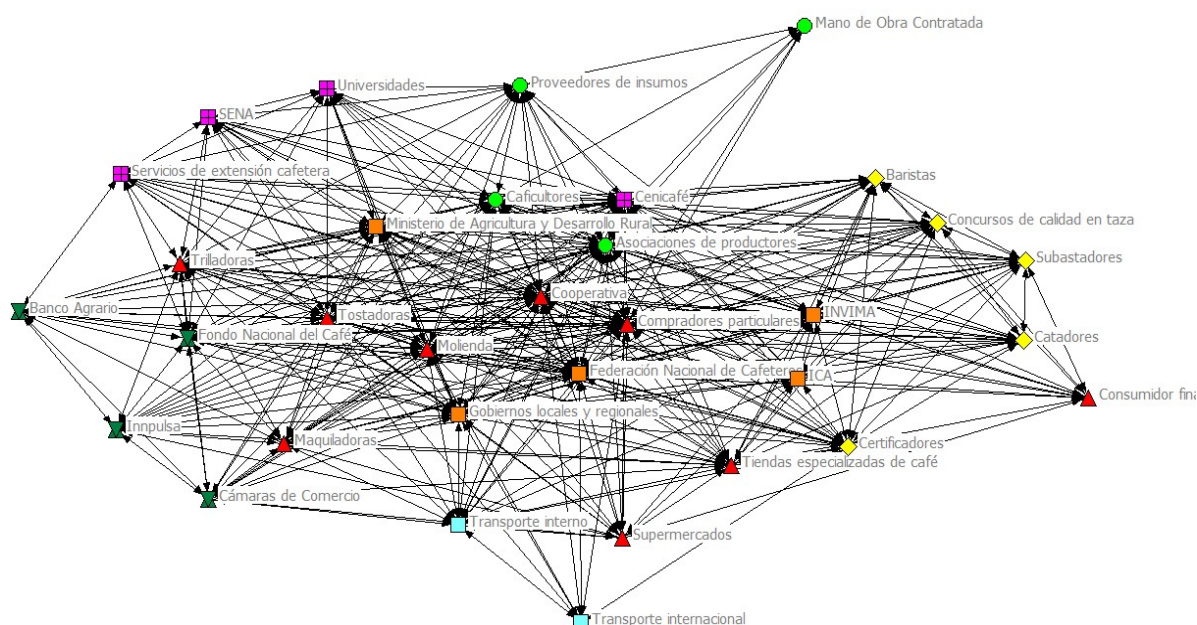 Mano de Obra Contratada
Universidades
Proveedores de insumos
SENA
Servicios de extensión cafetera
Baristas
Caficultores
Cenicafé
Concursos de calidad en taza
Ministerio de Agricultura y Desarrollo Rural
Asociaciones de productores
Subastadores
Trilladoras
Cooperativa
Banco Agrario
Tostadoras
INVIMA
Compradores particulares
Fondo Nacional del Café
Catadores
Molienda
Federación Nacional de Cafeteros
ICA
Consumidor fina
Gobiernos locales y regionales
Innpulsa
Maquiladoras
Certificadores
Tiendas especializadas de café
Cámaras de Comercio
Transporte interno
Supermercados
Transporte internacional